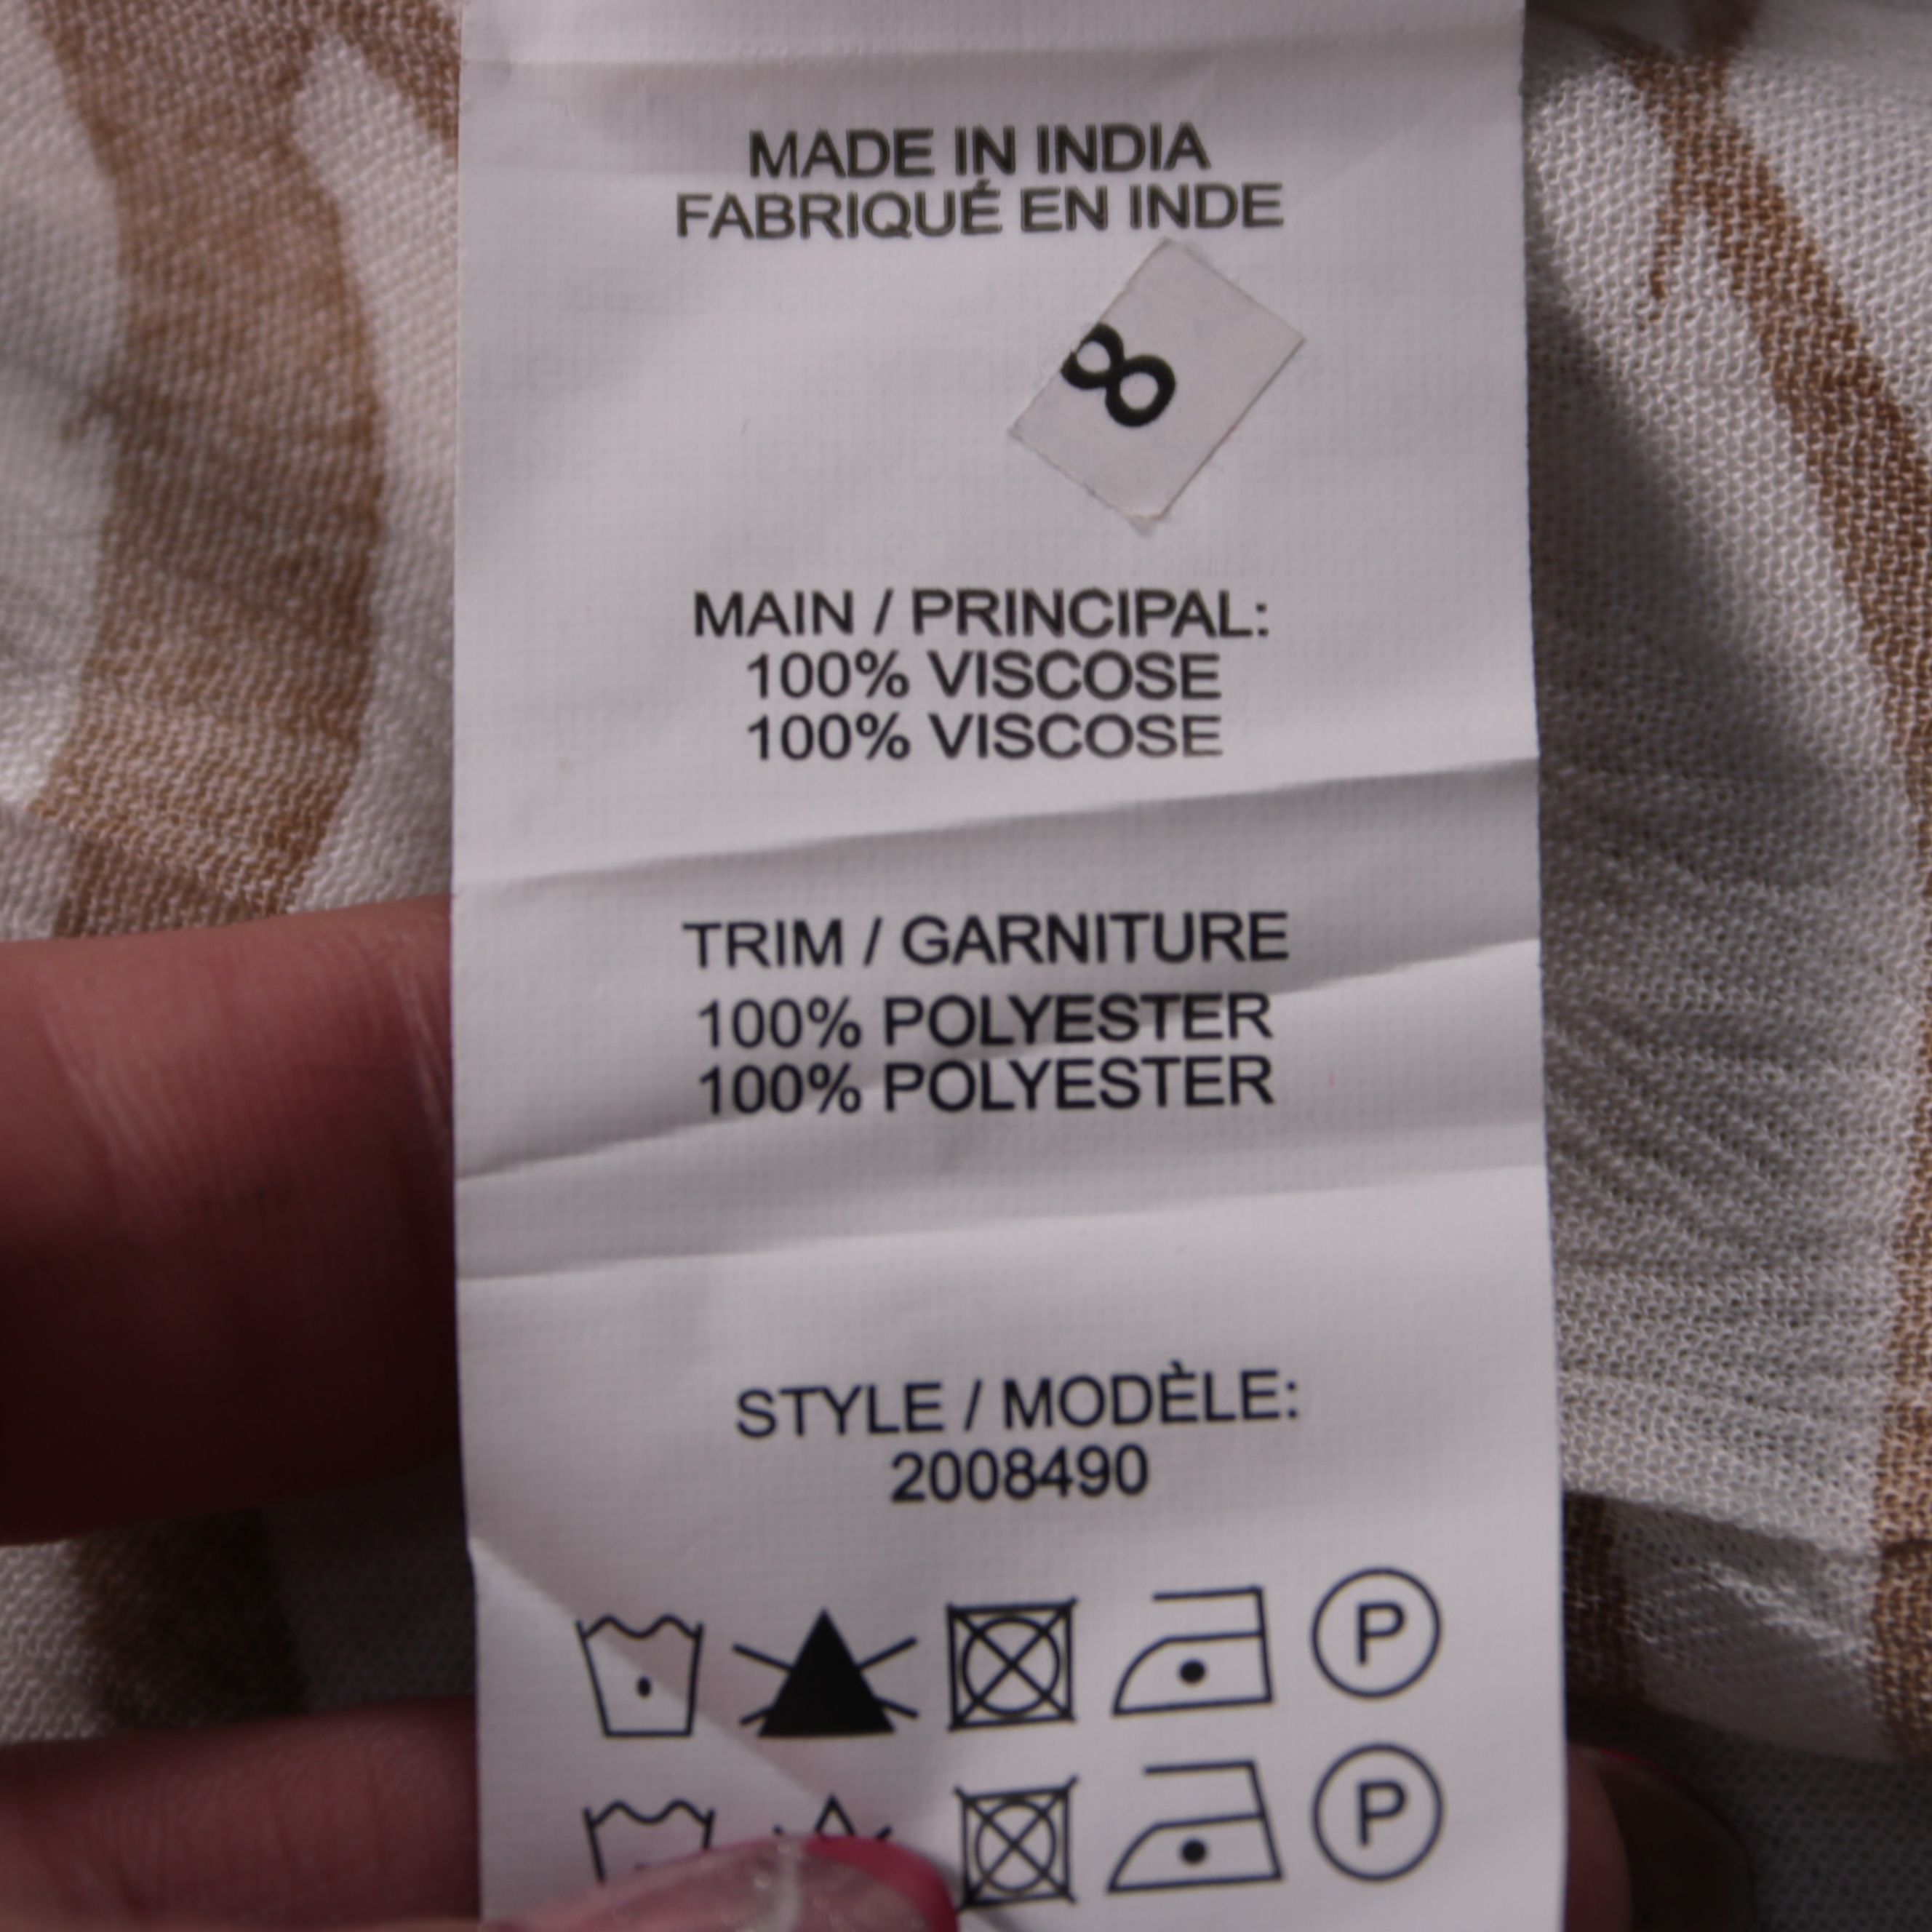 MADE IN INDIA
FABRIQUÉ EN INDE
8
MAIN / PRINCIPAL:
100% VISCOSE
100% VISCOSE
TRIM / GARNITURE
100% POLYESTER
100% POLYESTER
STYLE / MODÈLE:
2008490
P
P